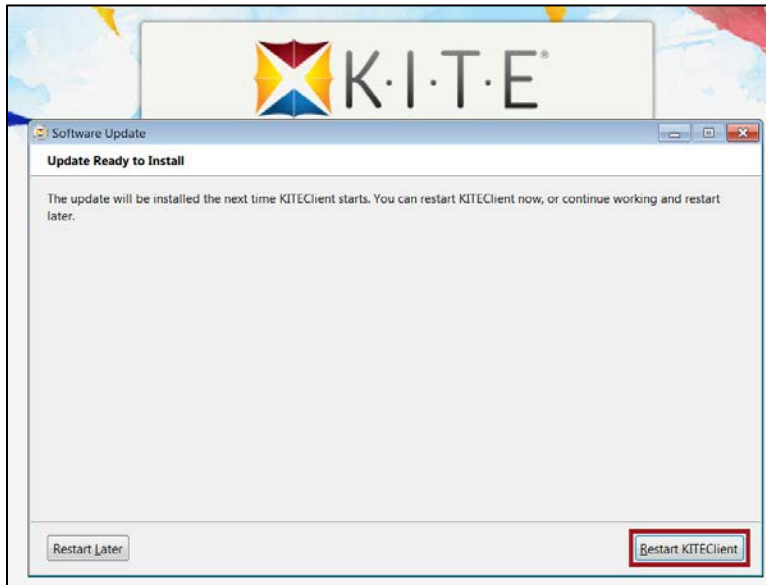 K·I·T·E®
Software Update
Update Ready to Install
The update will be installed the next time KITEClient starts. You can restart KITEClient now, or continue working and restart
later.
Restart Later
Restart KITEClient